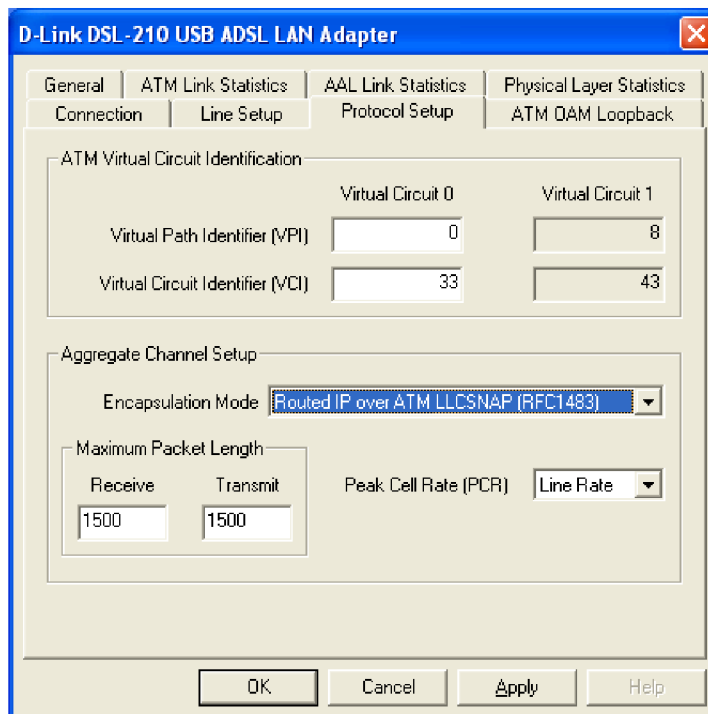 D-Link DSL-210 USB ADSL LAN Adapter
General ATM Link Statistics AAL Link Statistics Physical Layer Statistics
Connection Line Setup Protocol Setup ATM OAM Loopback
ATM Virtual Circuit Identification
Virtual Circuit 0 Virtual Circuit 1
Virtual Path Identifier (VPI) 0 8
Virtual Circuit Identifier (VCI) 33 43
Aggregate Channel Setup
Encapsulation Mode Routed IP over ATM LLCSNAP (RFC1483)
Maximum Packet Length
Receive Transmit Peak Cell Rate (PCR) Line Rate
1500 1500
OK Cancel Apply Help